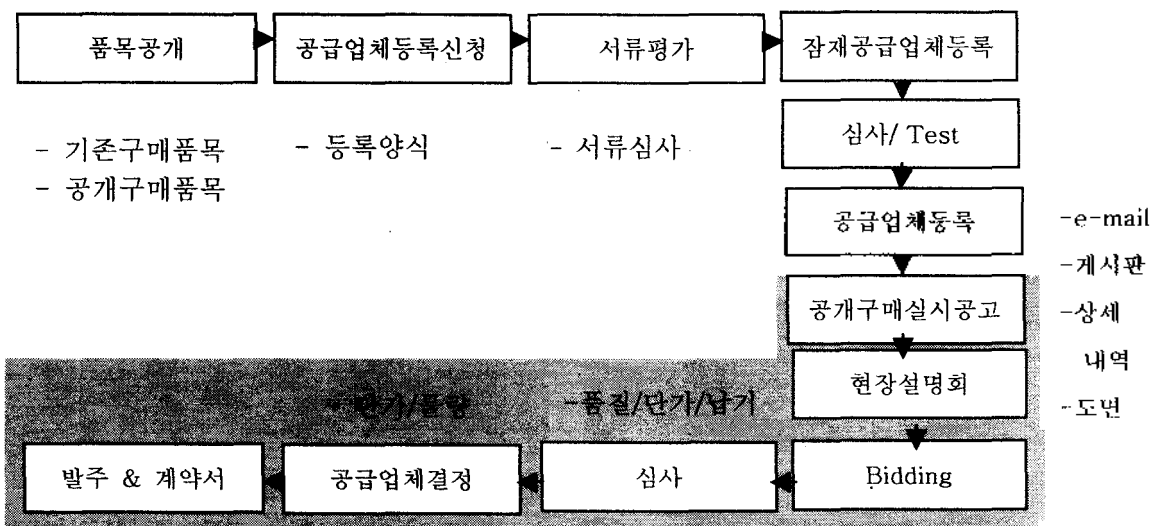 품목공개
공급업체등록신청
서류평가
잠재공급업체등록
- 기존구매품목
- 공개구매품목
- 등록양식
- 서류심사
심사/ Test
공급업체등록
-e-mail
-게시판
공개구매실시공고
-상세
내역
현장설명회
-도면
- 단가/물량
-품질/단가/납기
발주 & 계약서
공급업체결정
심사
Bidding